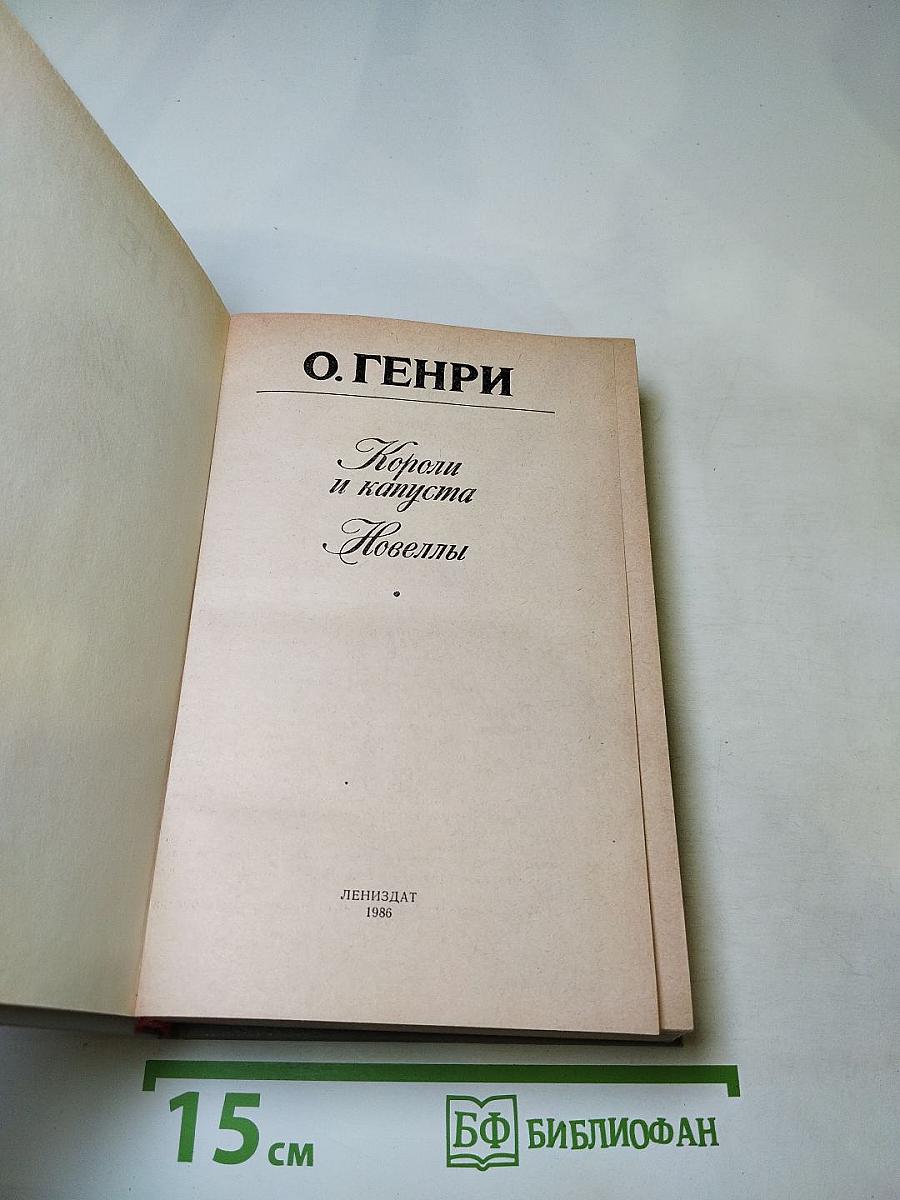 О. ГЕНРИ
Короли
и капуста
Новеллы
ЛЕНИЗДАТ
1986
15 см
БФ БИБЛИОФАН